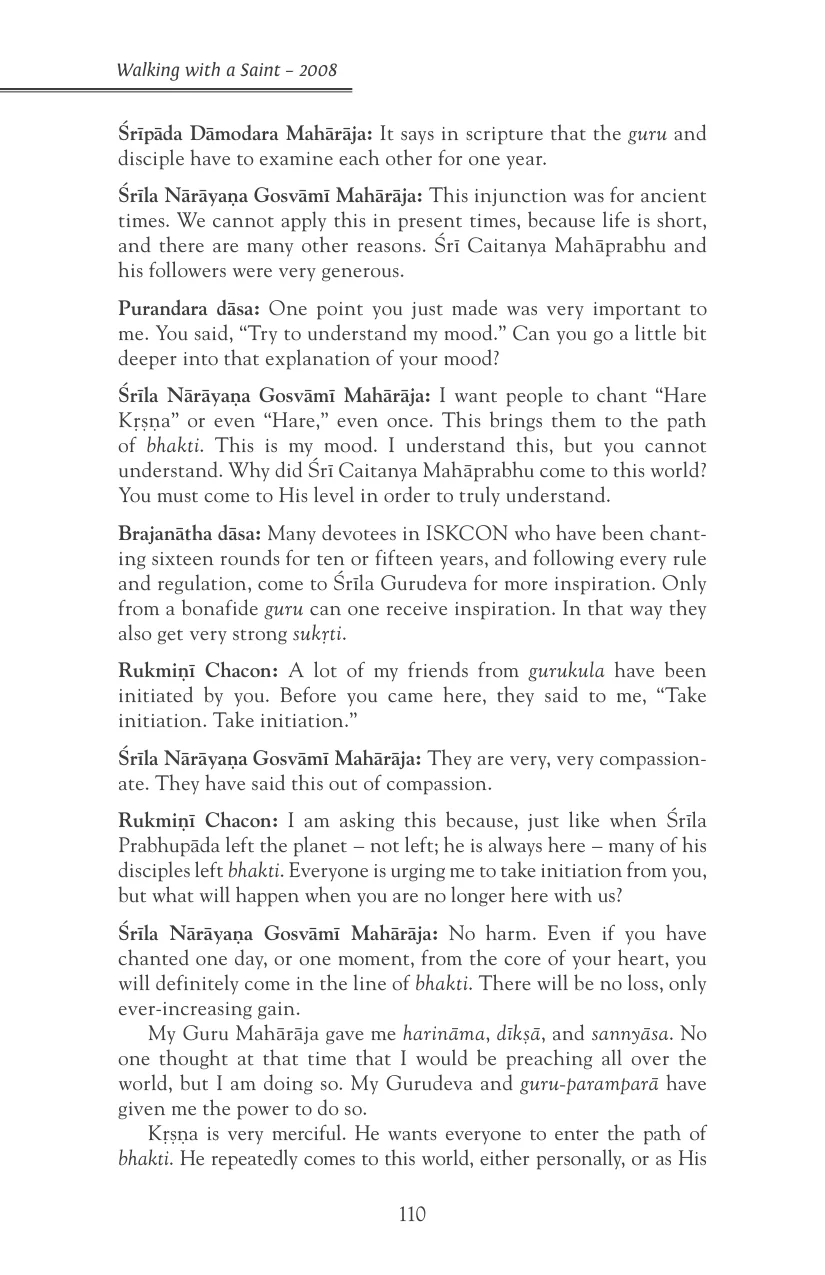 Walking with a Saint – 2008
Śrīpāda Dāmodara Mahārāja: It says in scripture that the guru and
disciple have to examine each other for one year.
Śrīla Nārāyaṇa Gosvāmī Mahārāja: This injunction was for ancient
times. We cannot apply this in present times, because life is short,
and there are many other reasons. Śrī Caitanya Mahāprabhu and
his followers were very generous.
Purandara dāsa: One point you just made was very important to
me. You said, “Try to understand my mood.” Can you go a little bit
deeper into that explanation of your mood?
Śrīla Nārāyaṇa Gosvāmī Mahārāja: I want people to chant “Hare
Kṛṣṇa” or even “Hare,” even once. This brings them to the path
of bhakti. This is my mood. I understand this, but you cannot
understand. Why did Śrī Caitanya Mahāprabhu come to this world?
You must come to His level in order to truly understand.
Brajanātha dāsa: Many devotees in ISKCON who have been chant-
ing sixteen rounds for ten or fifteen years, and following every rule
and regulation, come to Śrīla Gurudeva for more inspiration. Only
from a bonafide guru can one receive inspiration. In that way they
also get very strong sukṛti.
Rukmiṇī Chacon: A lot of my friends from gurukula have been
initiated by you. Before you came here, they said to me, “Take
initiation. Take initiation.”
Śrīla Nārāyaṇa Gosvāmī Mahārāja: They are very, very compassion-
ate. They have said this out of compassion.
Rukmiṇī Chacon: I am asking this because, just like when Śrīla
Prabhupāda left the planet – not left; he is always here – many of his
disciples left bhakti. Everyone is urging me to take initiation from you,
but what will happen when you are no longer here with us?
Śrīla Nārāyaṇa Gosvāmī Mahārāja: No harm. Even if you have
chanted one day, or one moment, from the core of your heart, you
will definitely come in the line of bhakti. There will be no loss, only
ever-increasing gain.
My Guru Mahārāja gave me harināma, dīkṣā, and sannyāsa. No
one thought at that time that I would be preaching all over the
world, but I am doing so. My Gurudeva and guru-paramparā have
given me the power to do so.
Kṛṣṇa is very merciful. He wants everyone to enter the path of
bhakti. He repeatedly comes to this world, either personally, or as His
110